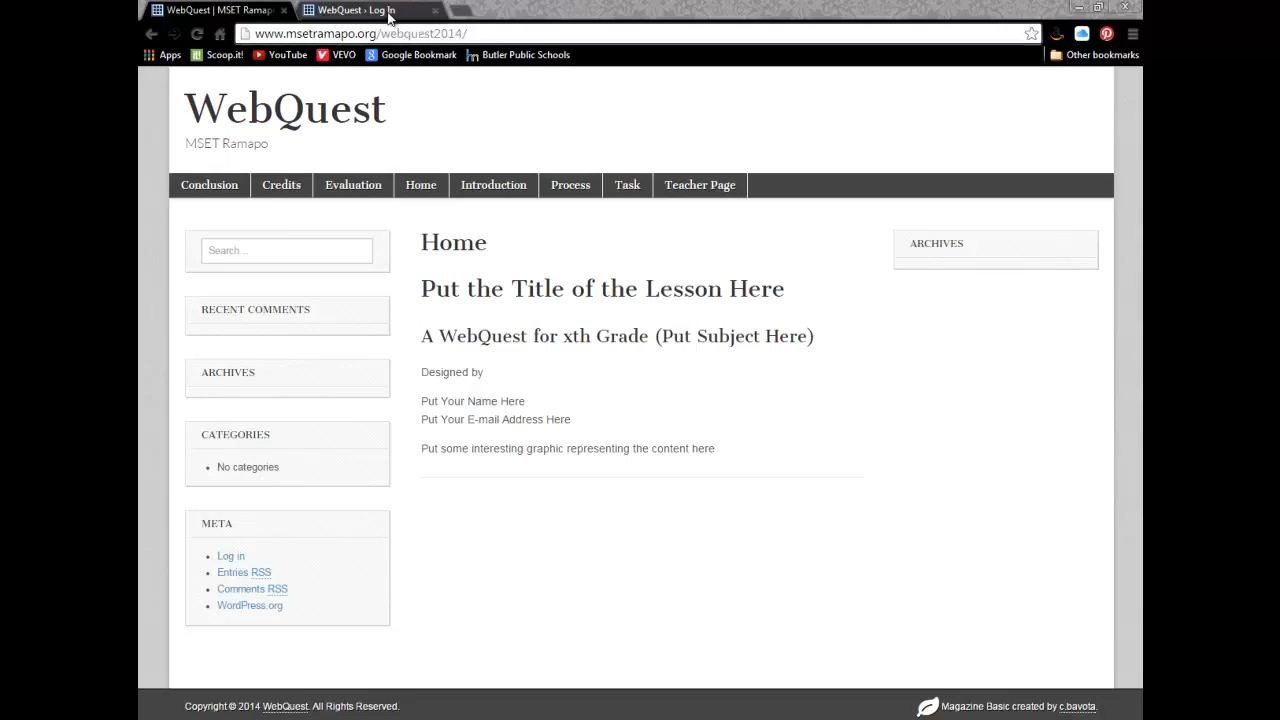 WebQuest | MSET Ramapo
WebQuest › Log In
www.msetramapo.org/webquest2014/
Apps
Scoop.it!
YouTube
VEVO
Google Bookmark
Butler Public Schools
Other bookmarks
WebQuest
MSET Ramapo
Conclusion
Credits
Evaluation
Home
Introduction
Process
Task
Teacher Page
Search...
RECENT COMMENTS
ARCHIVES
CATEGORIES
No categories
META
Log in
Entries RSS
Comments RSS
WordPress.org
Home
Put the Title of the Lesson Here
A WebQuest for xth Grade (Put Subject Here)
Designed by
Put Your Name Here
Put Your E-mail Address Here
Put some interesting graphic representing the content here
ARCHIVES
Copyright © 2014 WebQuest. All Rights Reserved.
Magazine Basic created by c.bavota.